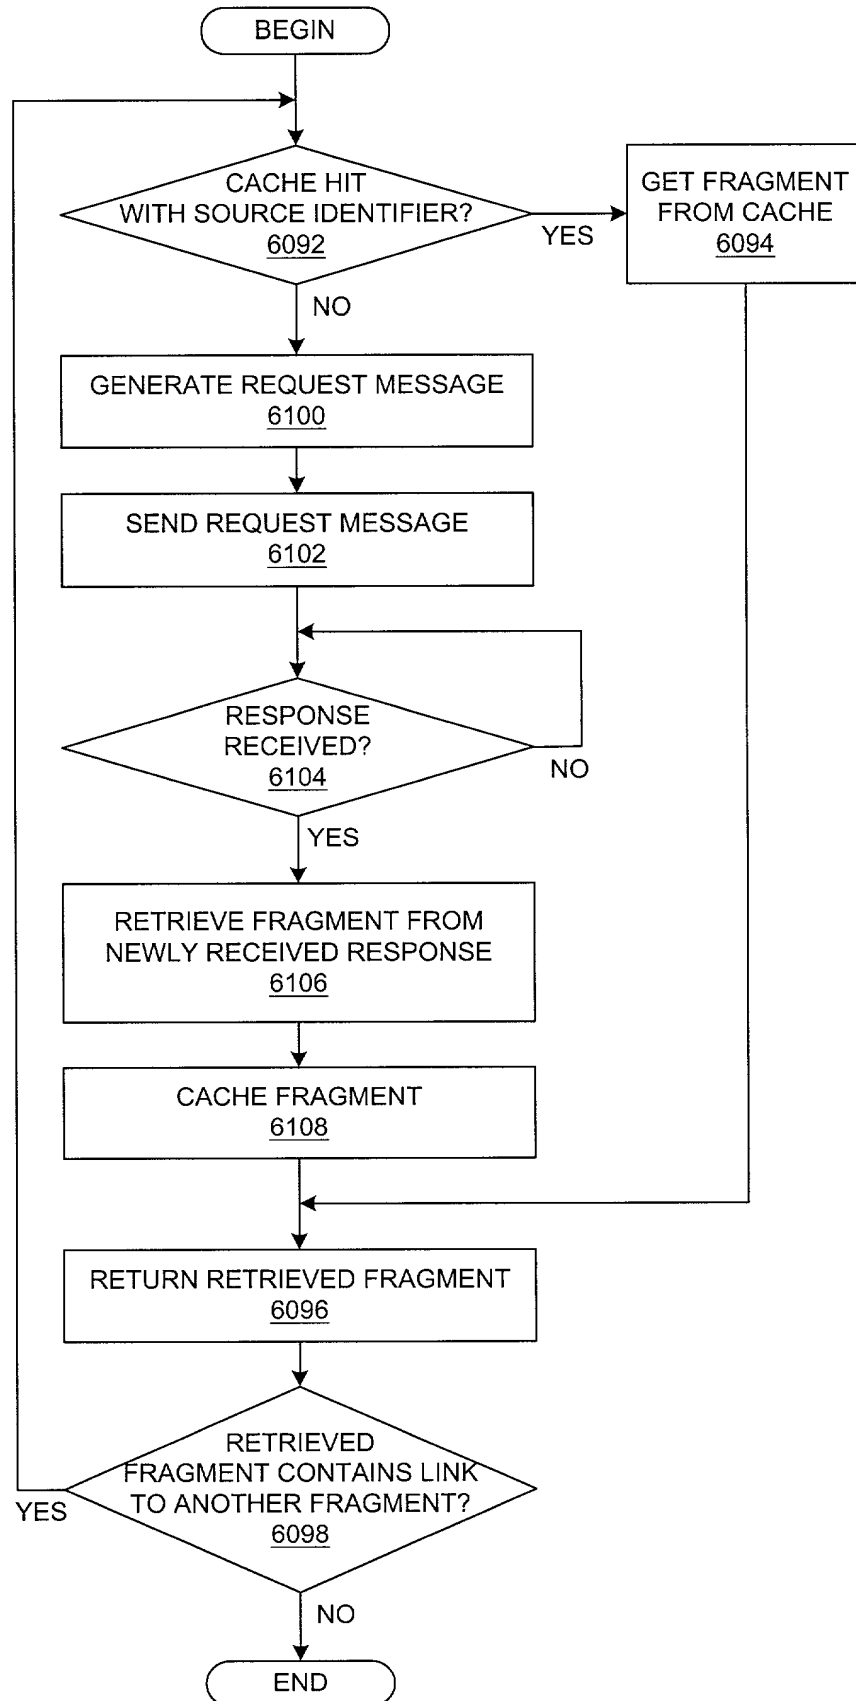 BEGIN
CACHE HIT
WITH SOURCE IDENTIFIER?
6092
YES
GET FRAGMENT
FROM CACHE
6094
NO
GENERATE REQUEST MESSAGE
6100
SEND REQUEST MESSAGE
6102
RESPONSE
RECEIVED?
6104
NO
YES
RETRIEVE FRAGMENT FROM
NEWLY RECEIVED RESPONSE
6106
CACHE FRAGMENT
6108
RETURN RETRIEVED FRAGMENT
6096
RETRIEVED
FRAGMENT CONTAINS LINK
TO ANOTHER FRAGMENT?
6098
YES
NO
END